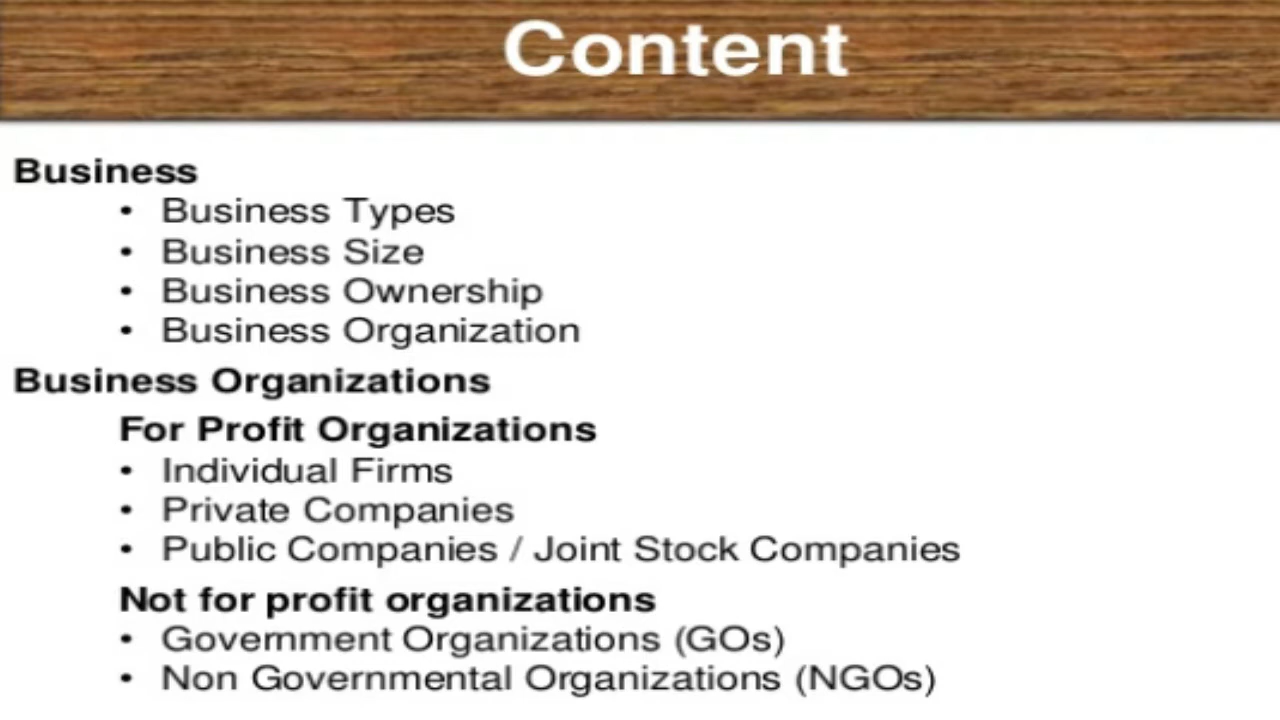 Content
Business
• Business Types
• Business Size
• Business Ownership
• Business Organization
Business Organizations
For Profit Organizations
• Individual Firms
• Private Companies
• Public Companies / Joint Stock Companies
Not for profit organizations
• Government Organizations (GOs)
• Non Governmental Organizations (NGOs)